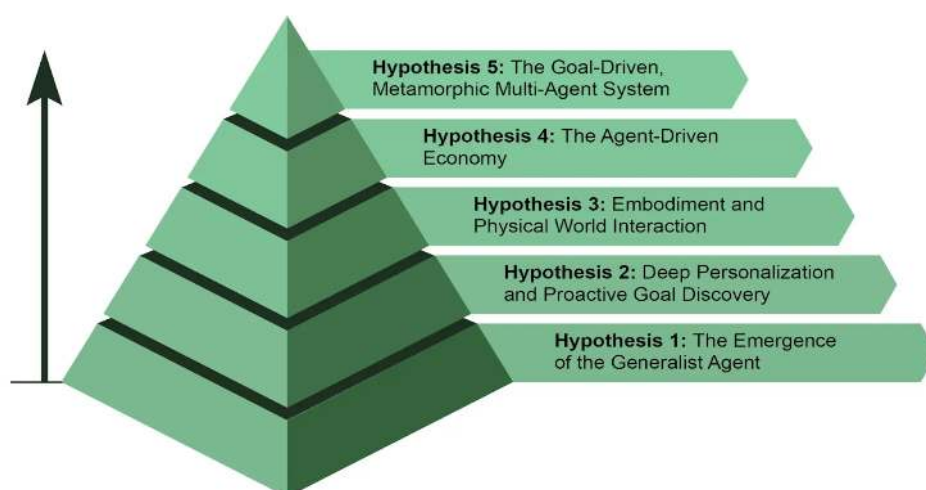 Hypothesis 5: The Goal-Driven,
Metamorphic Multi-Agent System
Hypothesis 4: The Agent-Driven
Economy
Hypothesis 3: Embodiment and
Physical World Interaction
Hypothesis 2: Deep Personalization
and Proactive Goal Discovery
Hypothesis 1: The Emergence
of the Generalist Agent